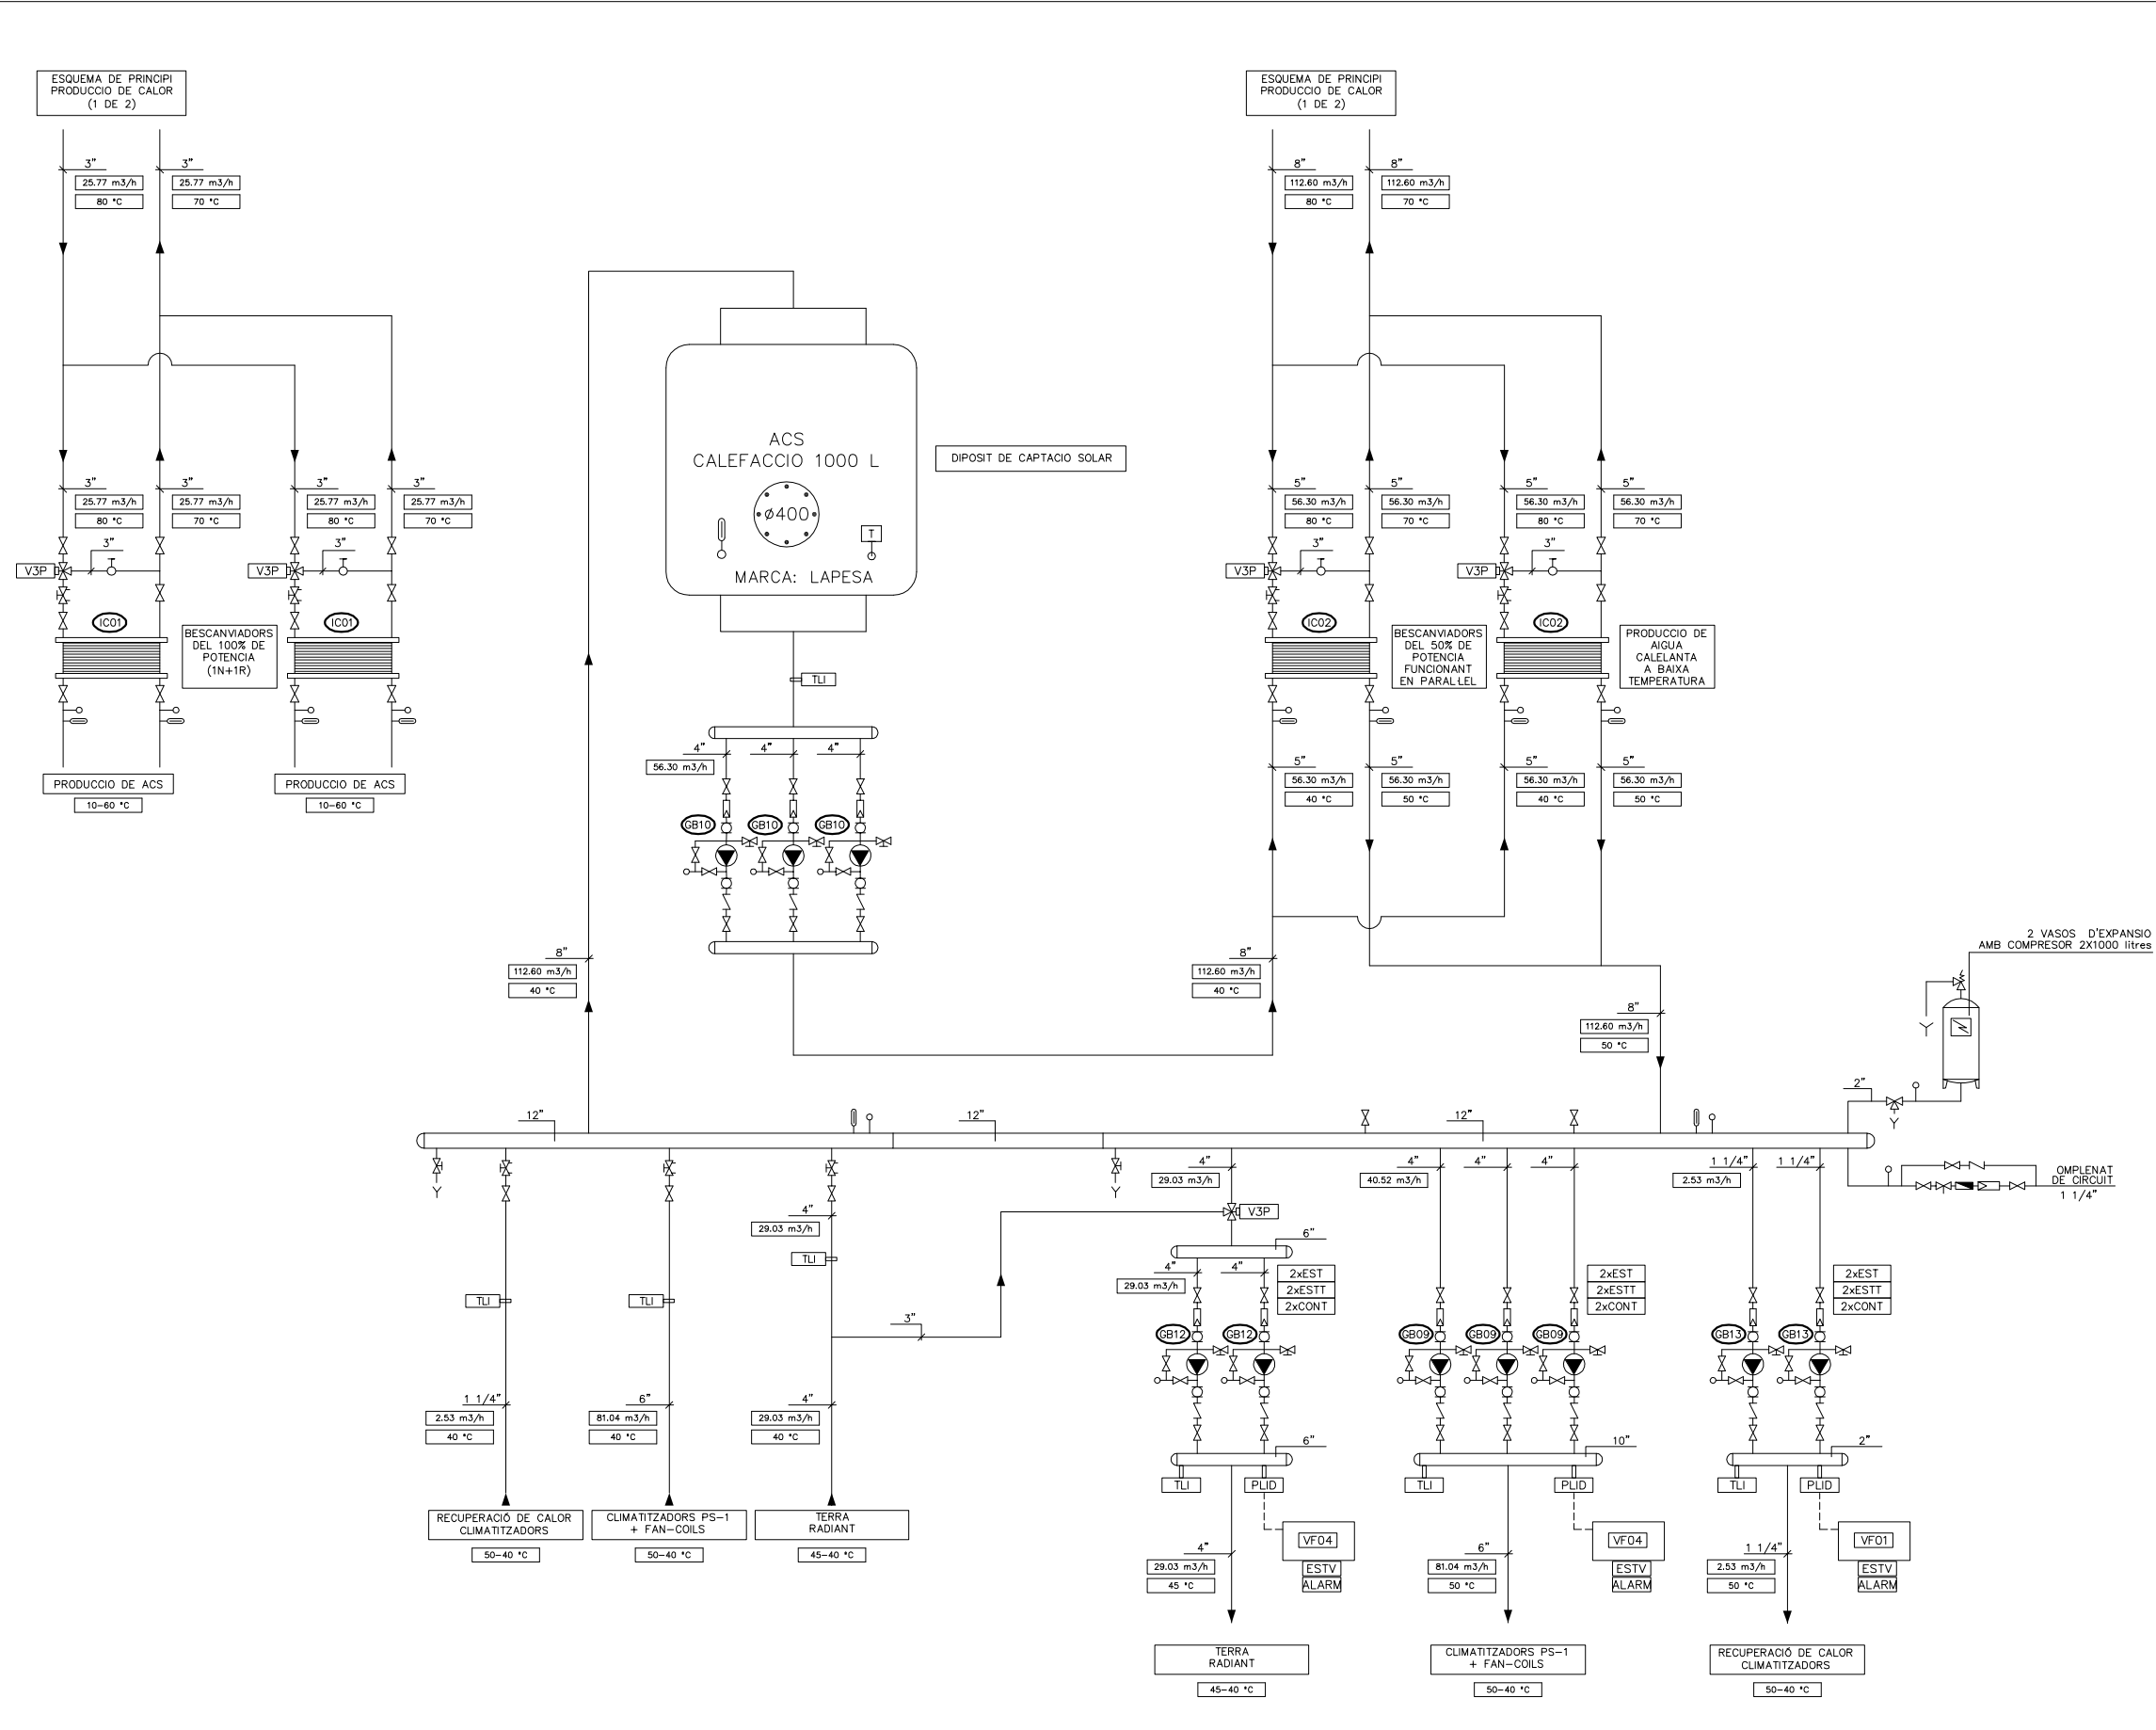 ESQUEMA DE PRINCIPI
PRODUCCIO DE CALOR
(1 DE 2)
3”
25.77 m3/h
80 °C
3”
25.77 m3/h
70 °C
3”
25.77 m3/h
80 °C
3”
25.77 m3/h
70 °C
3”
25.77 m3/h
80 °C
3”
25.77 m3/h
70 °C
3”
V3P
3”
V3P
IC01
IC01
BESCANVIADORS
DEL 100% DE
POTENCIA
(1N+1R)
PRODUCCIO DE ACS
10–60 °C
PRODUCCIO DE ACS
10–60 °C
ACS
CALEFACCIO 1000 L
ø400
T
MARCA: LAPESA
DIPOSIT DE CAPTACIO SOLAR
TLI
4”
4”
4”
56.30 m3/h
GB10
GB10
GB10
8”
112.60 m3/h
40 °C
ESQUEMA DE PRINCIPI
PRODUCCIO DE CALOR
(1 DE 2)
8”
112.60 m3/h
80 °C
8”
112.60 m3/h
70 °C
5”
56.30 m3/h
80 °C
5”
56.30 m3/h
70 °C
5”
56.30 m3/h
80 °C
5”
56.30 m3/h
70 °C
3”
V3P
3”
V3P
IC02
IC02
BESCANVIADORS
DEL 50% DE
POTENCIA
FUNCIONANT
EN PARAL·LEL
PRODUCCIO DE
AIGUA
CALELANTA
A BAIXA
TEMPERATURA
5”
56.30 m3/h
40 °C
5”
56.30 m3/h
50 °C
5”
56.30 m3/h
40 °C
5”
56.30 m3/h
50 °C
8”
112.60 m3/h
40 °C
8”
112.60 m3/h
50 °C
2 VASOS D'EXPANSIO
AMB COMPRESOR 2X1000 litres
2”
12”
12”
12”
OMPLENAT
DE CIRCUIT
1 1/4”
4”
29.03 m3/h
TLI
TLI
TLI
3”
1 1/4”
2.53 m3/h
40 °C
6”
81.04 m3/h
40 °C
4”
29.03 m3/h
40 °C
RECUPERACIÓ DE CALOR
CLIMATITZADORS
50–40 °C
CLIMATITZADORS PS–1
+ FAN–COILS
50–40 °C
TERRA
RADIANT
45–40 °C
4”
29.03 m3/h
V3P
6”
4”
4”
29.03 m3/h
2xEST
2xESTT
2xCONT
GB12
GB12
6”
TLI
PLID
VF04
ESTV
ALARM
4”
29.03 m3/h
45 °C
TERRA
RADIANT
45–40 °C
4”
4”
4”
40.52 m3/h
2xEST
2xESTT
2xCONT
GB09
GB09
GB09
10”
TLI
PLID
VF04
ESTV
ALARM
6”
81.04 m3/h
50 °C
CLIMATITZADORS PS–1
+ FAN–COILS
50–40 °C
1 1/4”
1 1/4”
2.53 m3/h
2xEST
2xESTT
2xCONT
GB13
GB13
2”
TLI
PLID
VF01
ESTV
ALARM
1 1/4”
2.53 m3/h
50 °C
RECUPERACIÓ DE CALOR
CLIMATITZADORS
50–40 °C